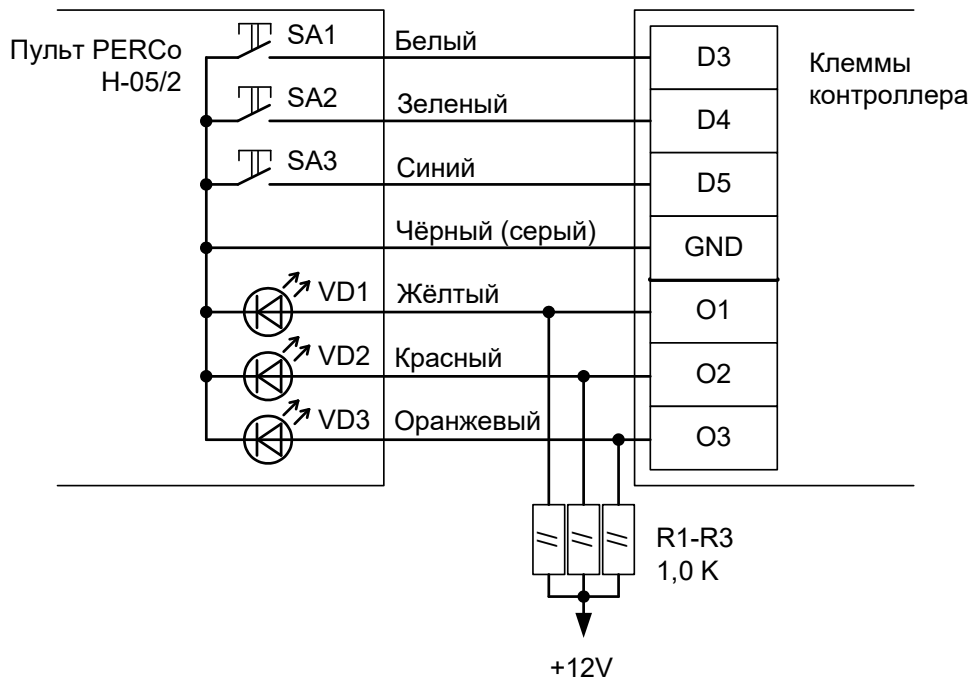 Пульт PERCo
H-05/2
SA1
Белый
D3
Клеммы
контроллера
SA2
Зеленый
D4
SA3
Синий
D5
Чёрный (серый)
GND
VD1
Жёлтый
O1
VD2
Красный
O2
VD3
Оранжевый
O3
R1-R3
1,0 K
+12V